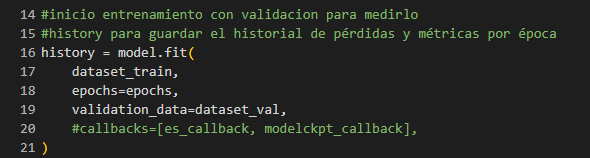 14 #inicio entrenamiento con validacion para medirlo
15 #history para guardar el historial de pérdidas y métricas por época
16 history = model.fit(
17     dataset_train,
18     epochs=epochs,
19     validation_data=dataset_val,
20     #callbacks=[es_callback, modelckpt_callback],
21 )